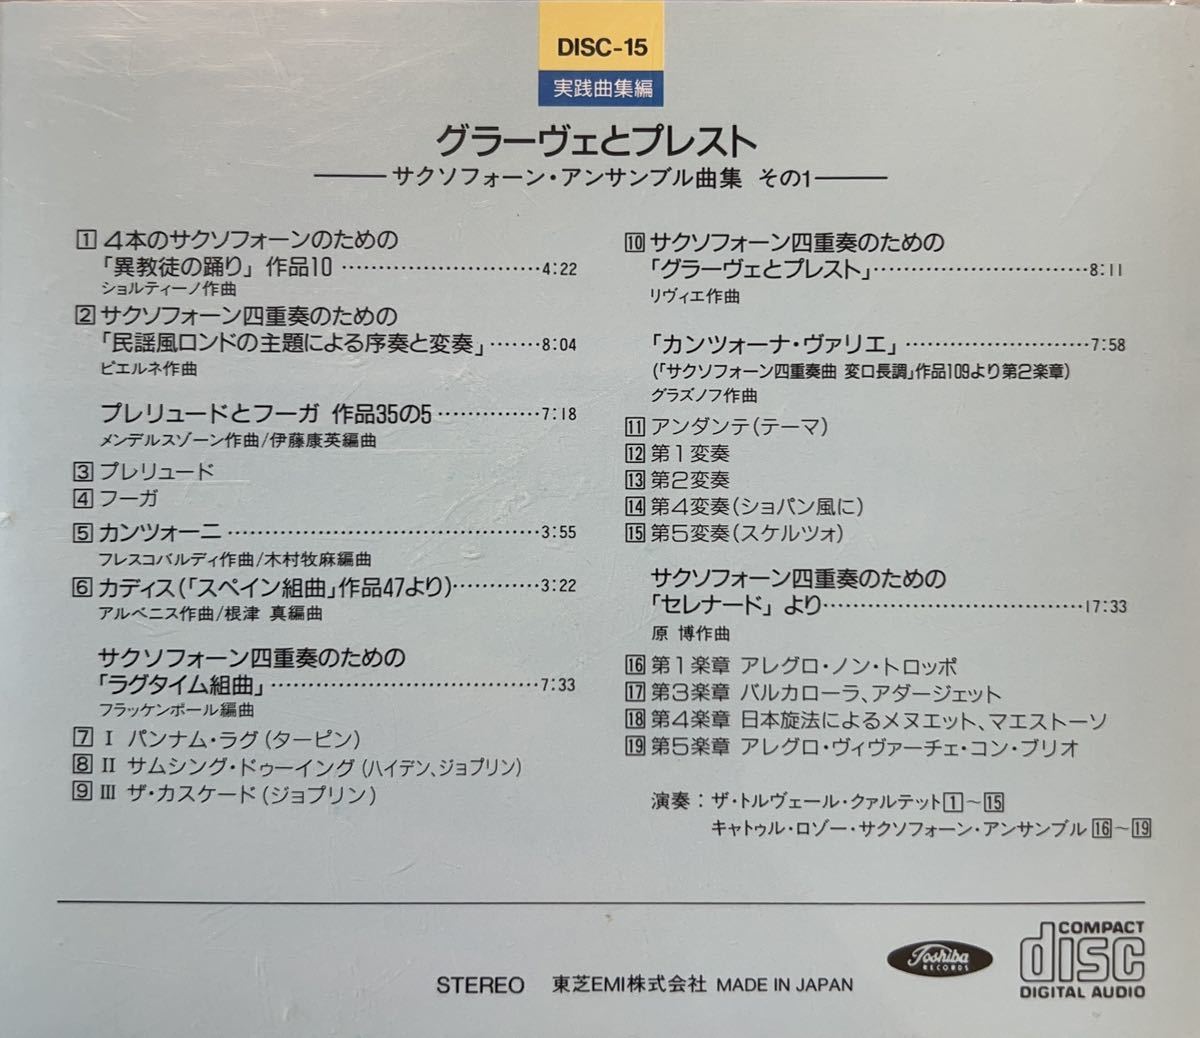 DISC-15
実践曲集編
グラーヴェとプレスト
サクソフォーン・アンサンブル曲集 その1
1 4本のサクソフォーンのための
「異教徒の踊り」作品10 ………………………4:22
ショルティーノ作曲
2 サクソフォーン四重奏のための
「民謡風ロンドの主題による序奏と変奏」……8:04
ピエルネ作曲
プレリュードとフーガ 作品35の5 ……………7:18
メンデルスゾーン作曲/伊藤康英編曲
3 プレリュード
4 フーガ
5 カンツォーニ ……………………………………3:55
フレスコバルディ作曲/木村牧麻編曲
6 カディス(「スペイン組曲」作品47より)…………3:22
アルベニス作曲/根津 真編曲
サクソフォーン四重奏のための
「ラグタイム組曲」………………………………7:33
フラッケンポール編曲
7 I パンナム・ラグ(ターピン)
8 II サムシング・ドゥーイング(ハイデン、ジョプリン)
9 III ザ・カスケード(ジョプリン)
10 サクソフォーン四重奏のための
「グラーヴェとプレスト」…………………………8:11
リヴィエ作曲
「カンツォーナ・ヴァリエ」………………………7:58
(「サクソフォーン四重奏曲 変ロ長調」作品109より第2楽章)
グラズノフ作曲
11 アンダンテ(テーマ)
12 第1変奏
13 第2変奏
14 第4変奏(ショパン風に)
15 第5変奏(スケルツォ)
サクソフォーン四重奏のための
「セレナード」より………………………………17:33
原 博作曲
16 第1楽章 アレグロ・ノン・トロッポ
17 第3楽章 バルカローラ、アダージェット
18 第4楽章 日本旋法によるメヌエット、マエストーソ
19 第5楽章 アレグロ・ヴィヴァーチェ・コン・ブリオ
演奏:ザ・トルヴェール・クァルテット1～15
キャトゥル・ロゾー・サクソフォーン・アンサンブル 16～19
STEREO 東芝EMI株式会社 MADE IN JAPAN
Toshiba
RECORDS
COMPACT
disc
DIGITAL AUDIO